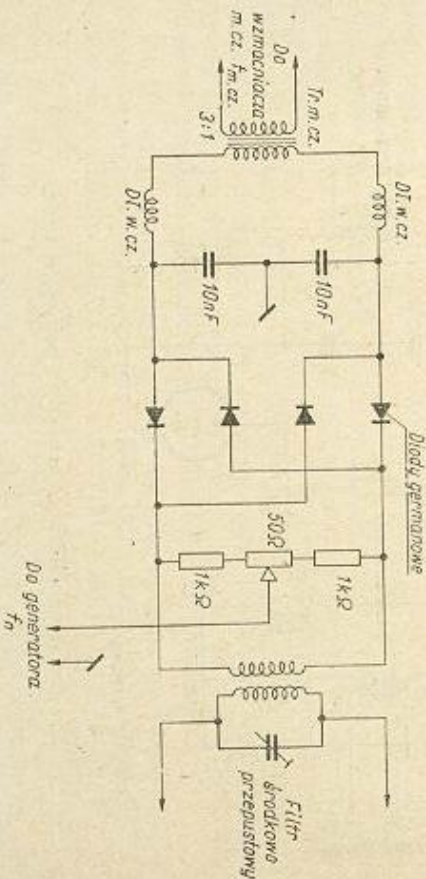 Do
wzmacniacza
m.cz. fm.cz.
Tr.m.cz.
3:1
Dł.w.cz
Dł.w.cz.
10nF
10nF
Diody germanowe
1kΩ
50Ω
1kΩ
Do generatora
fn
Filtr
środkowo
przepustowy